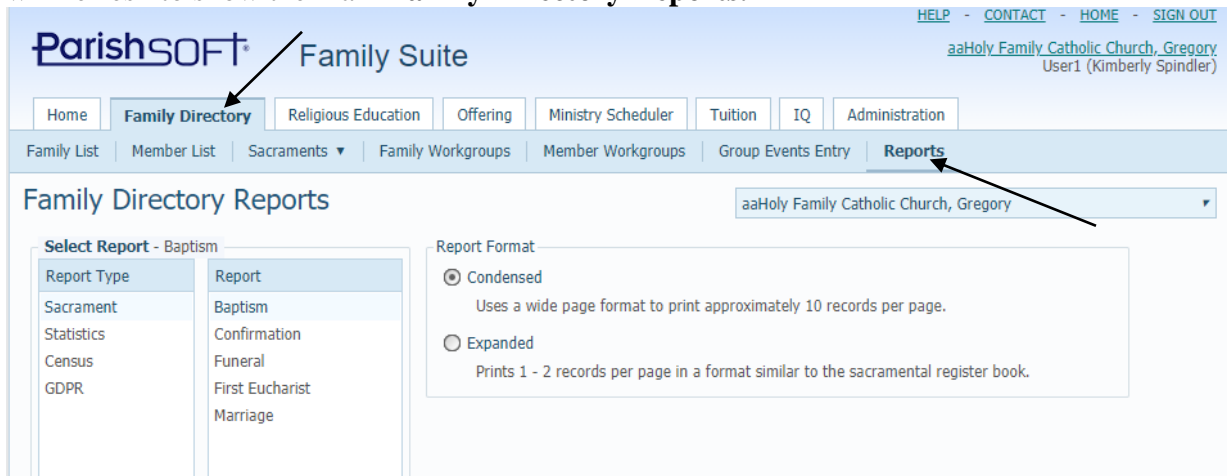 Family Directory Reports.
HELP - CONTACT - HOME - SIGN OUT
ParishSOFT Family Suite
aaHoly Family Catholic Church, Gregory
User1 (Kimberly Spindler)
Home Family Directory Religious Education Offering Ministry Scheduler Tuition IQ Administration
Family List Member List Sacraments ▼ Family Workgroups Member Workgroups Group Events Entry Reports
Family Directory Reports
aaHoly Family Catholic Church, Gregory
Select Report - Baptism
Report Type Report
Sacrament Baptism
Statistics Confirmation
Census Funeral
GDPR First Eucharist
Marriage
Report Format
Condensed
Uses a wide page format to print approximately 10 records per page.
Expanded
Prints 1 - 2 records per page in a format similar to the sacramental register book.